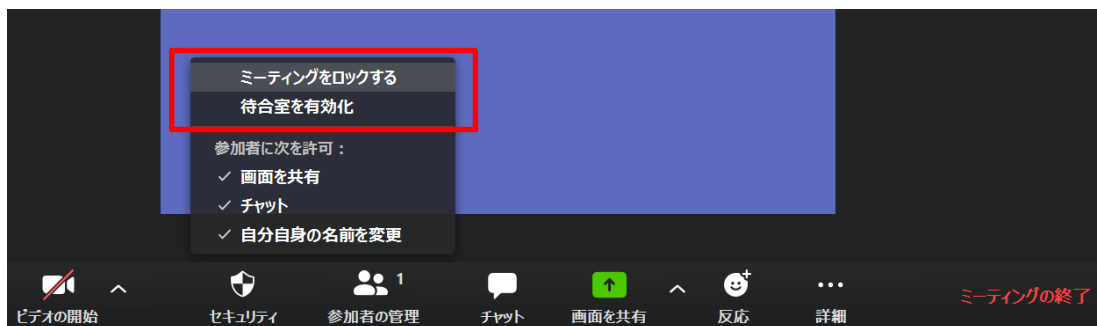 ミーティングをロックする
待合室を有効化
参加者に次を許可：
画面を共有
チャット
自分自身の名前を変更
1
ビデオの開始 セキュリティ 参加者の管理 チャット 画面を共有 反応 詳細 ミーティングの終了